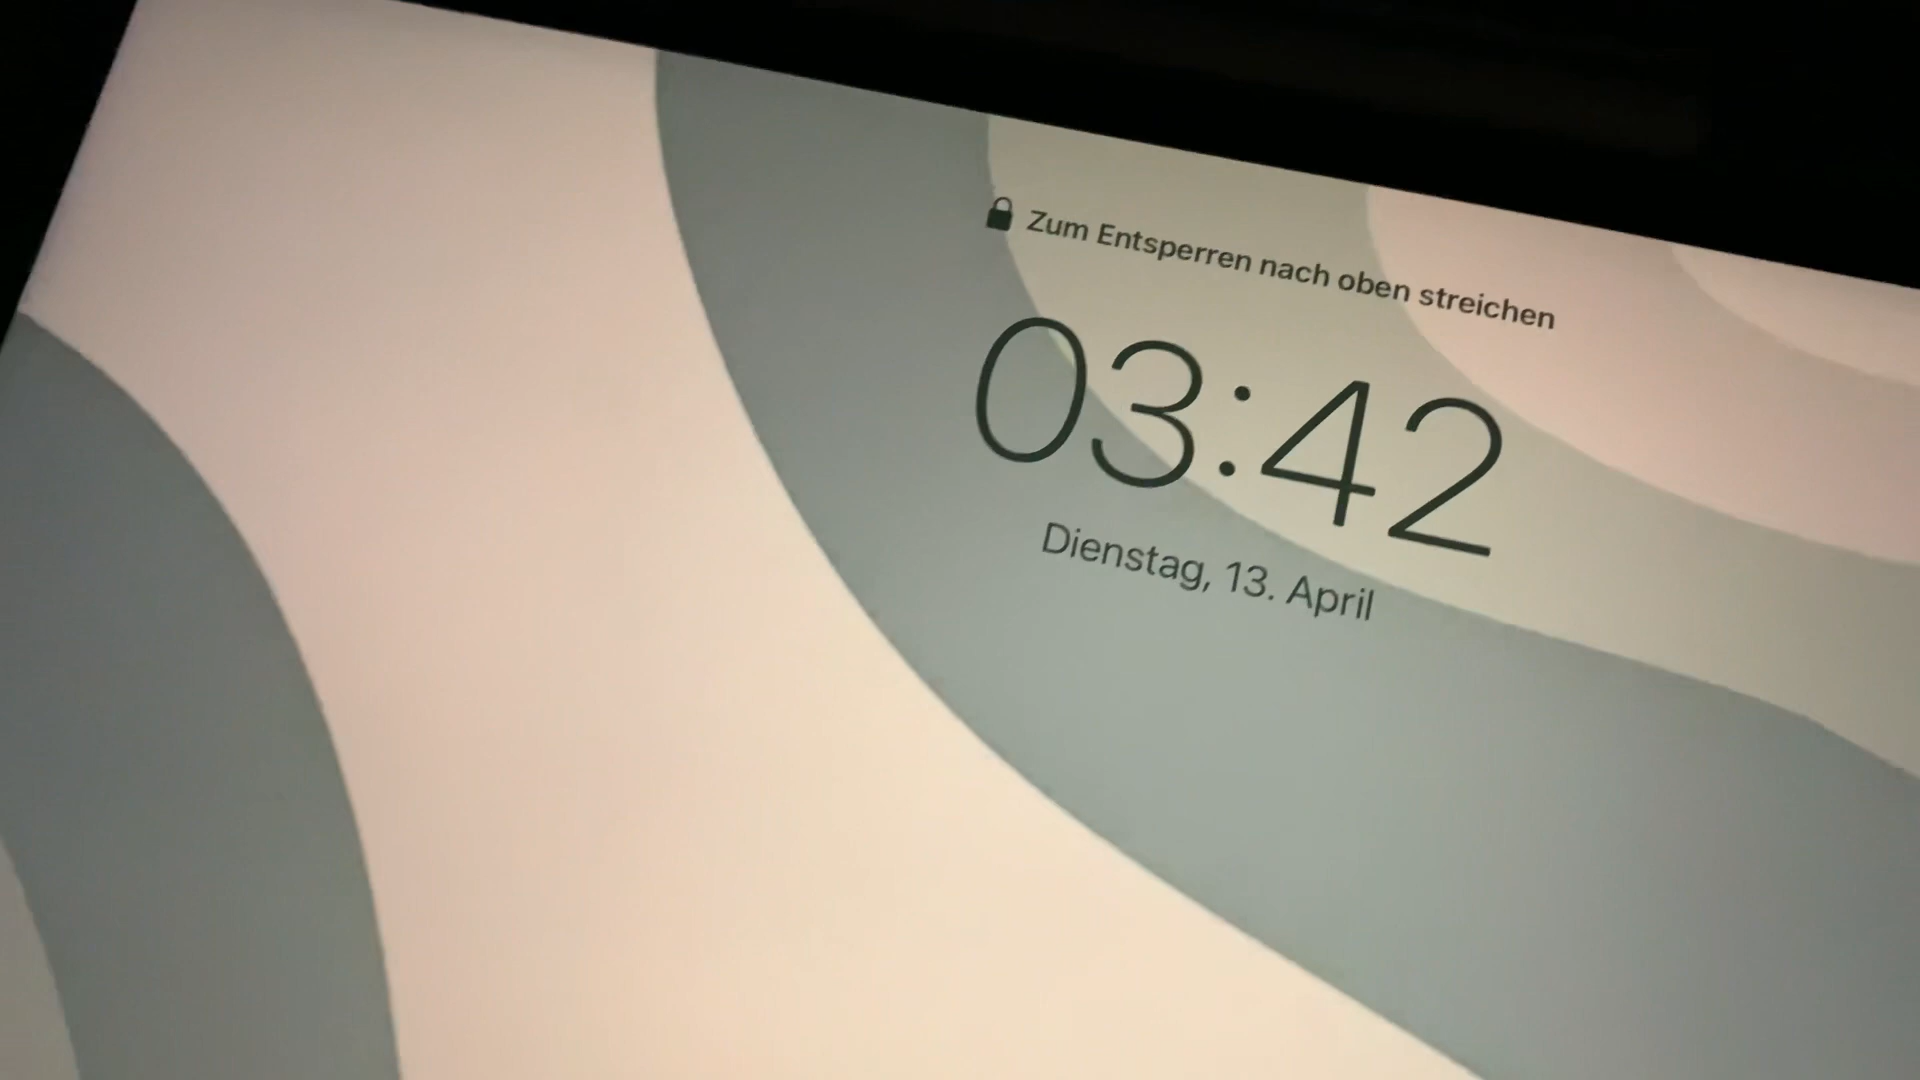 Zum Entsperren nach oben streichen
03:42
Dienstag, 13. April